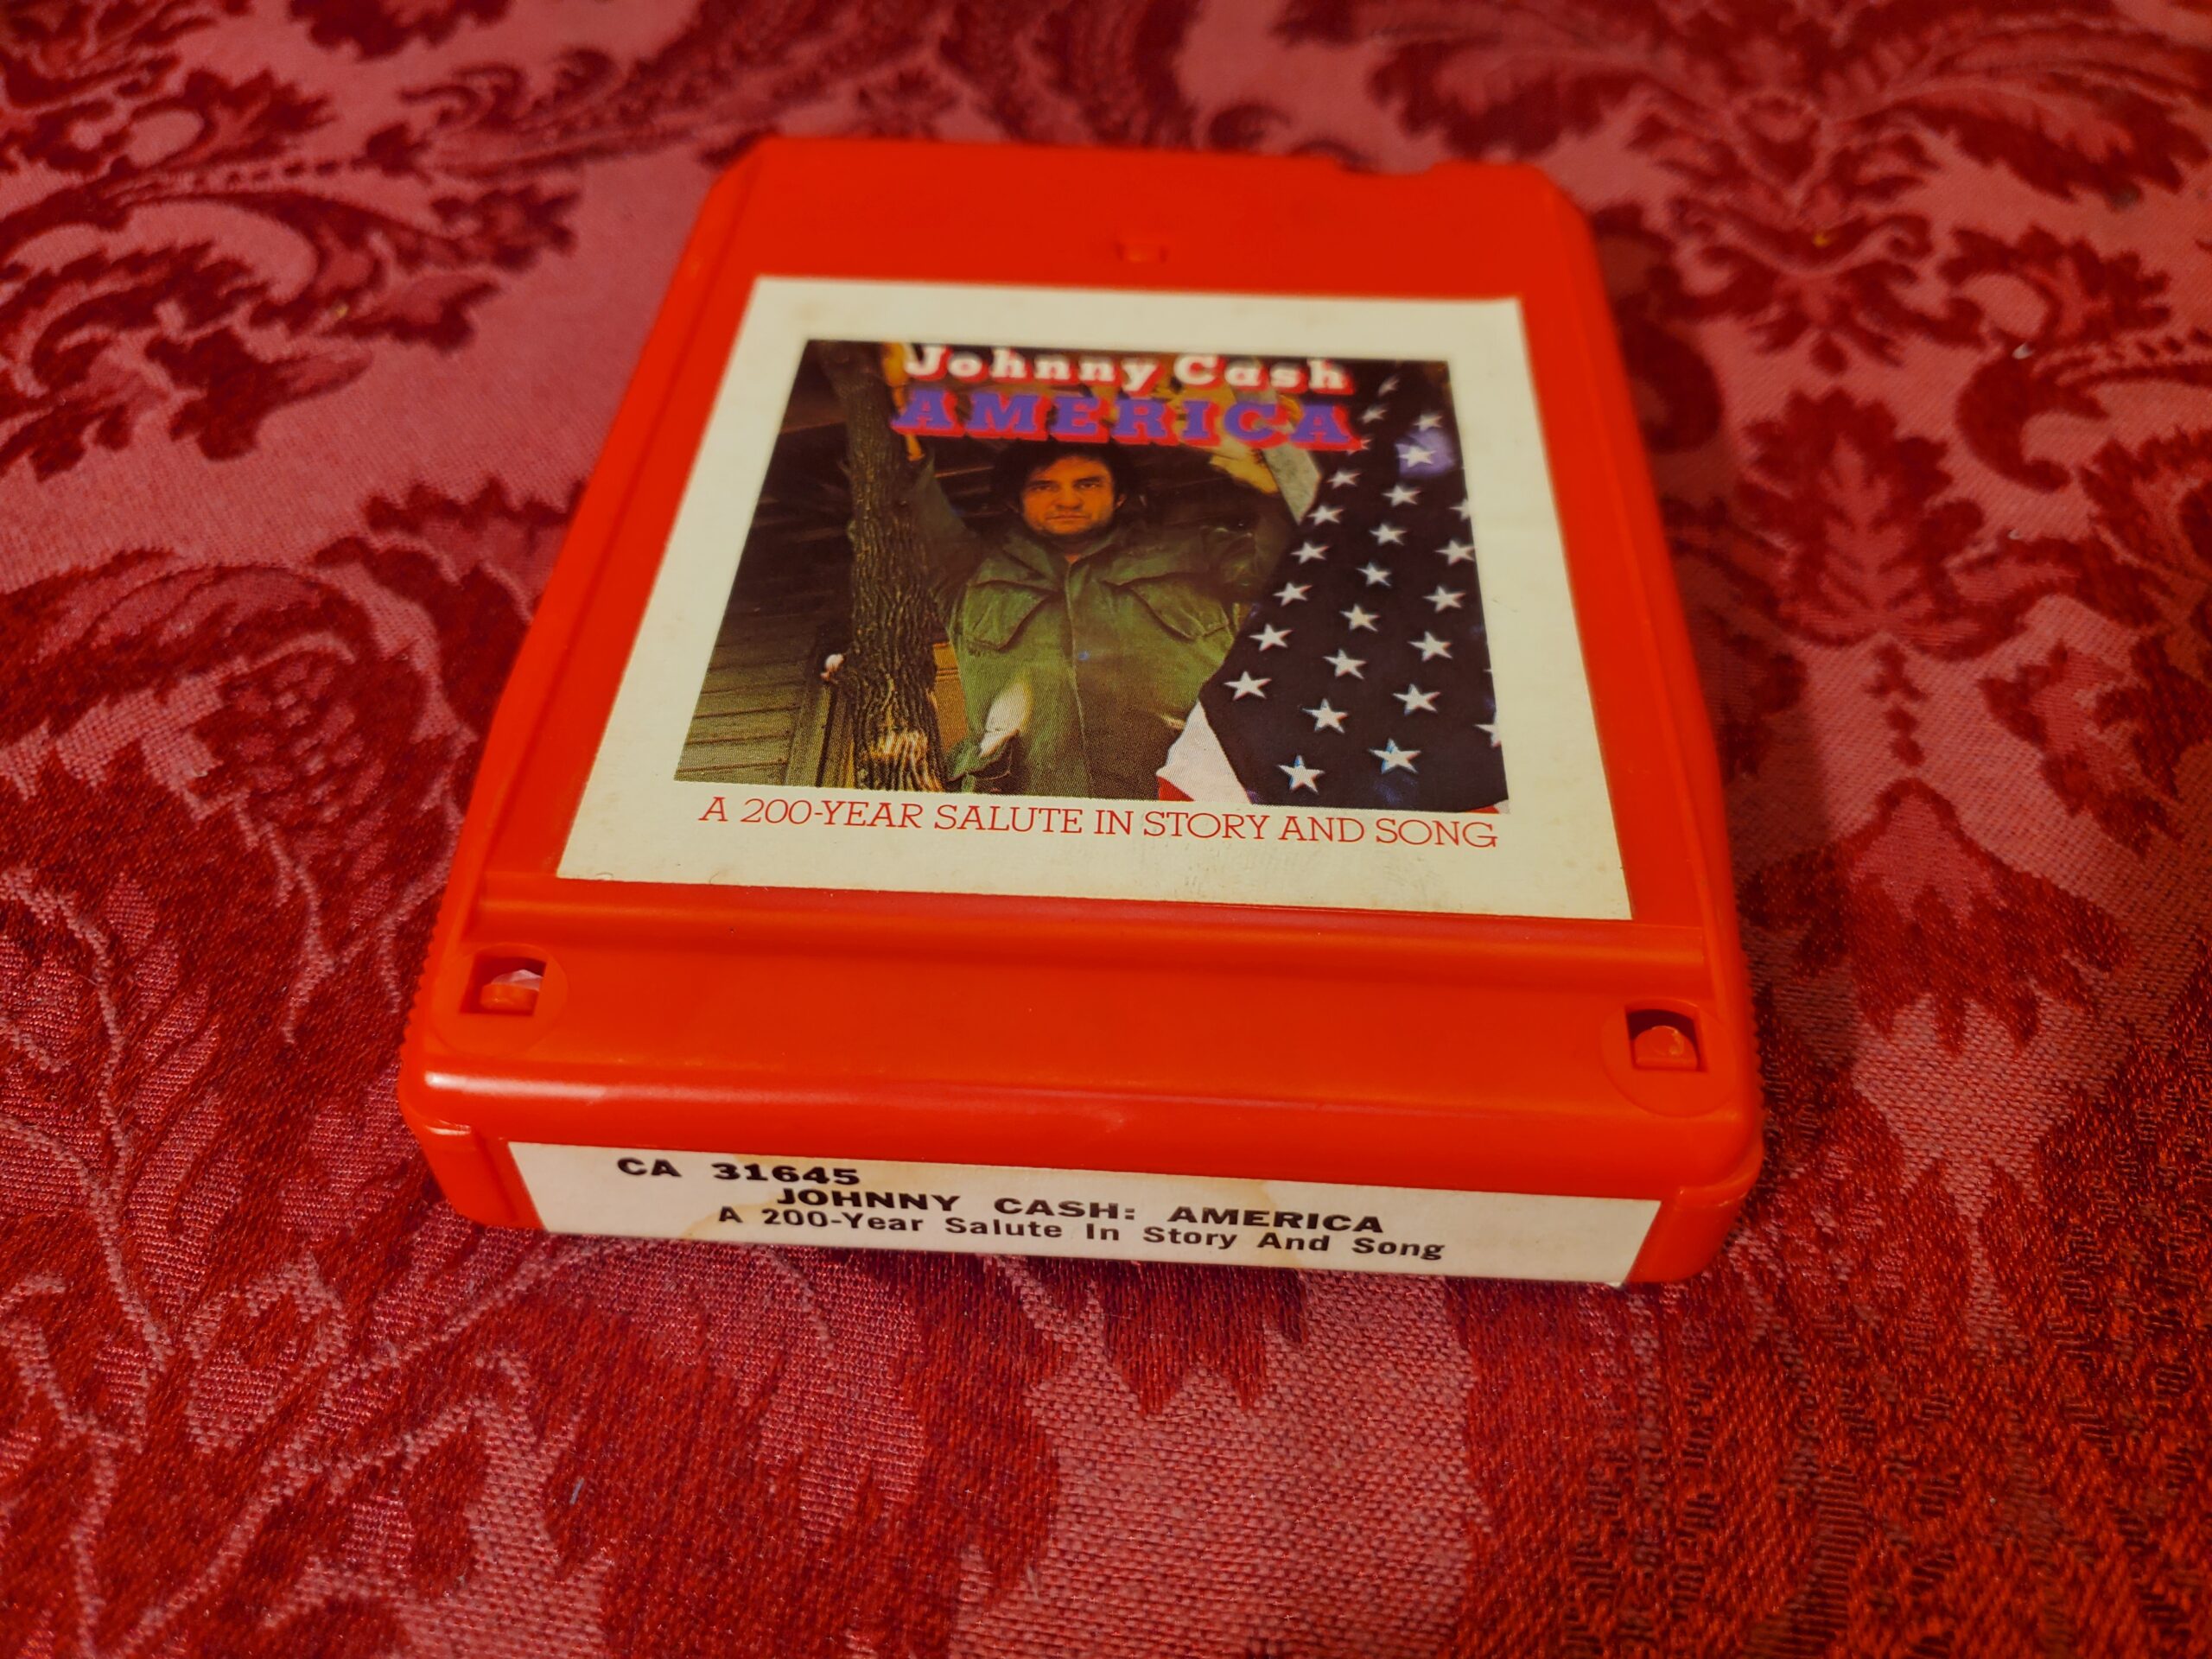 Johnny Cash
AMERICA
A 200-YEAR SALUTE IN STORY AND SONG
CA 31645
JOHNNY CASH: AMERICA
A 200-Year Salute In Story And Song